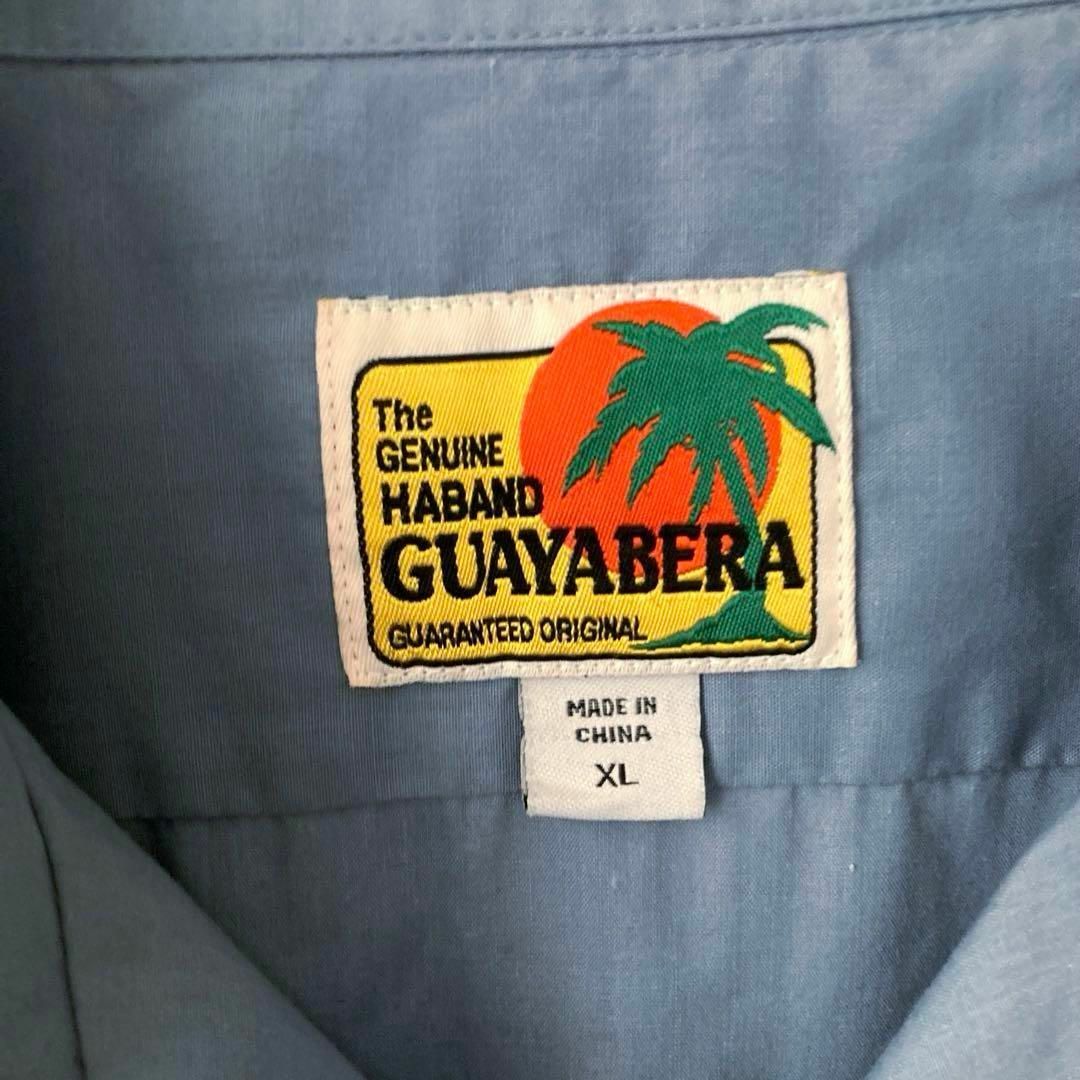 The
GENUINE
HABAND
GUAYABERA
GUARANTEED ORIGINAL
MADE IN
CHINA
XL